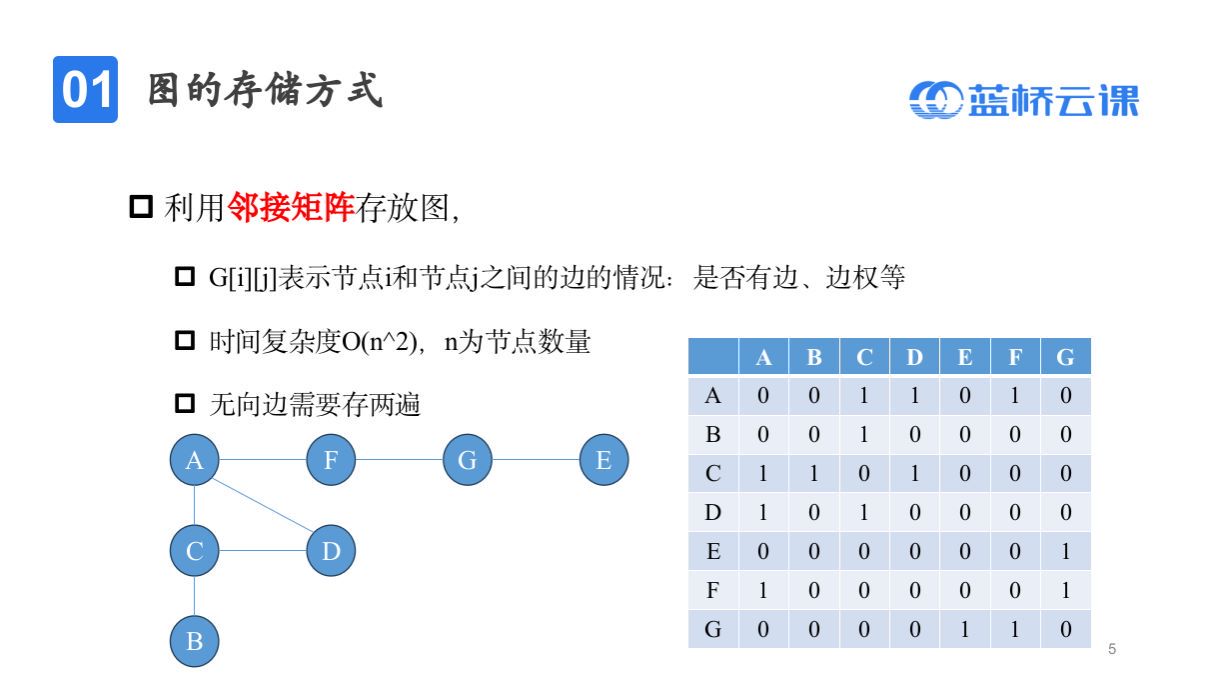 01 图的存储方式
蓝桥云课
利用邻接矩阵存放图，
G[i][j]表示节点i和节点j之间的边的情况：是否有边、边权等
时间复杂度O(n^2)，n为节点数量
无向边需要存两遍
A F G E
C D
B
A B C D E F G
A 0 0 1 1 0 1 0
B 0 0 1 0 0 0 0
C 1 1 0 1 0 0 0
D 1 0 1 0 0 0 0
E 0 0 0 0 0 0 1
F 1 0 0 0 0 0 1
G 0 0 0 0 1 1 0
5